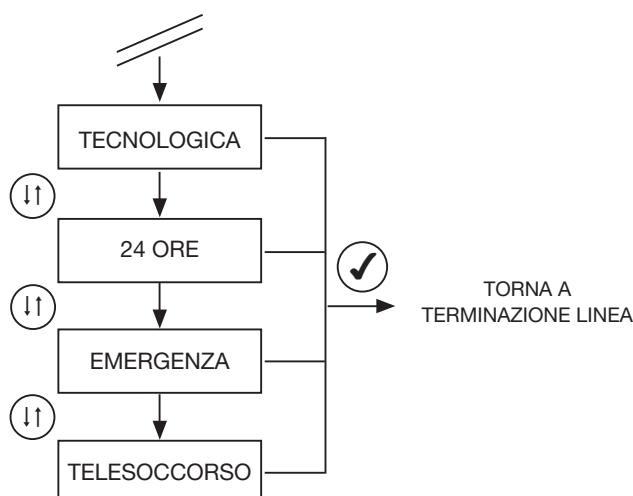 TECNOLOGICA
24 ORE
EMERGENZA
TELESOCCORSO
TORNA A
TERMINAZIONE LINEA